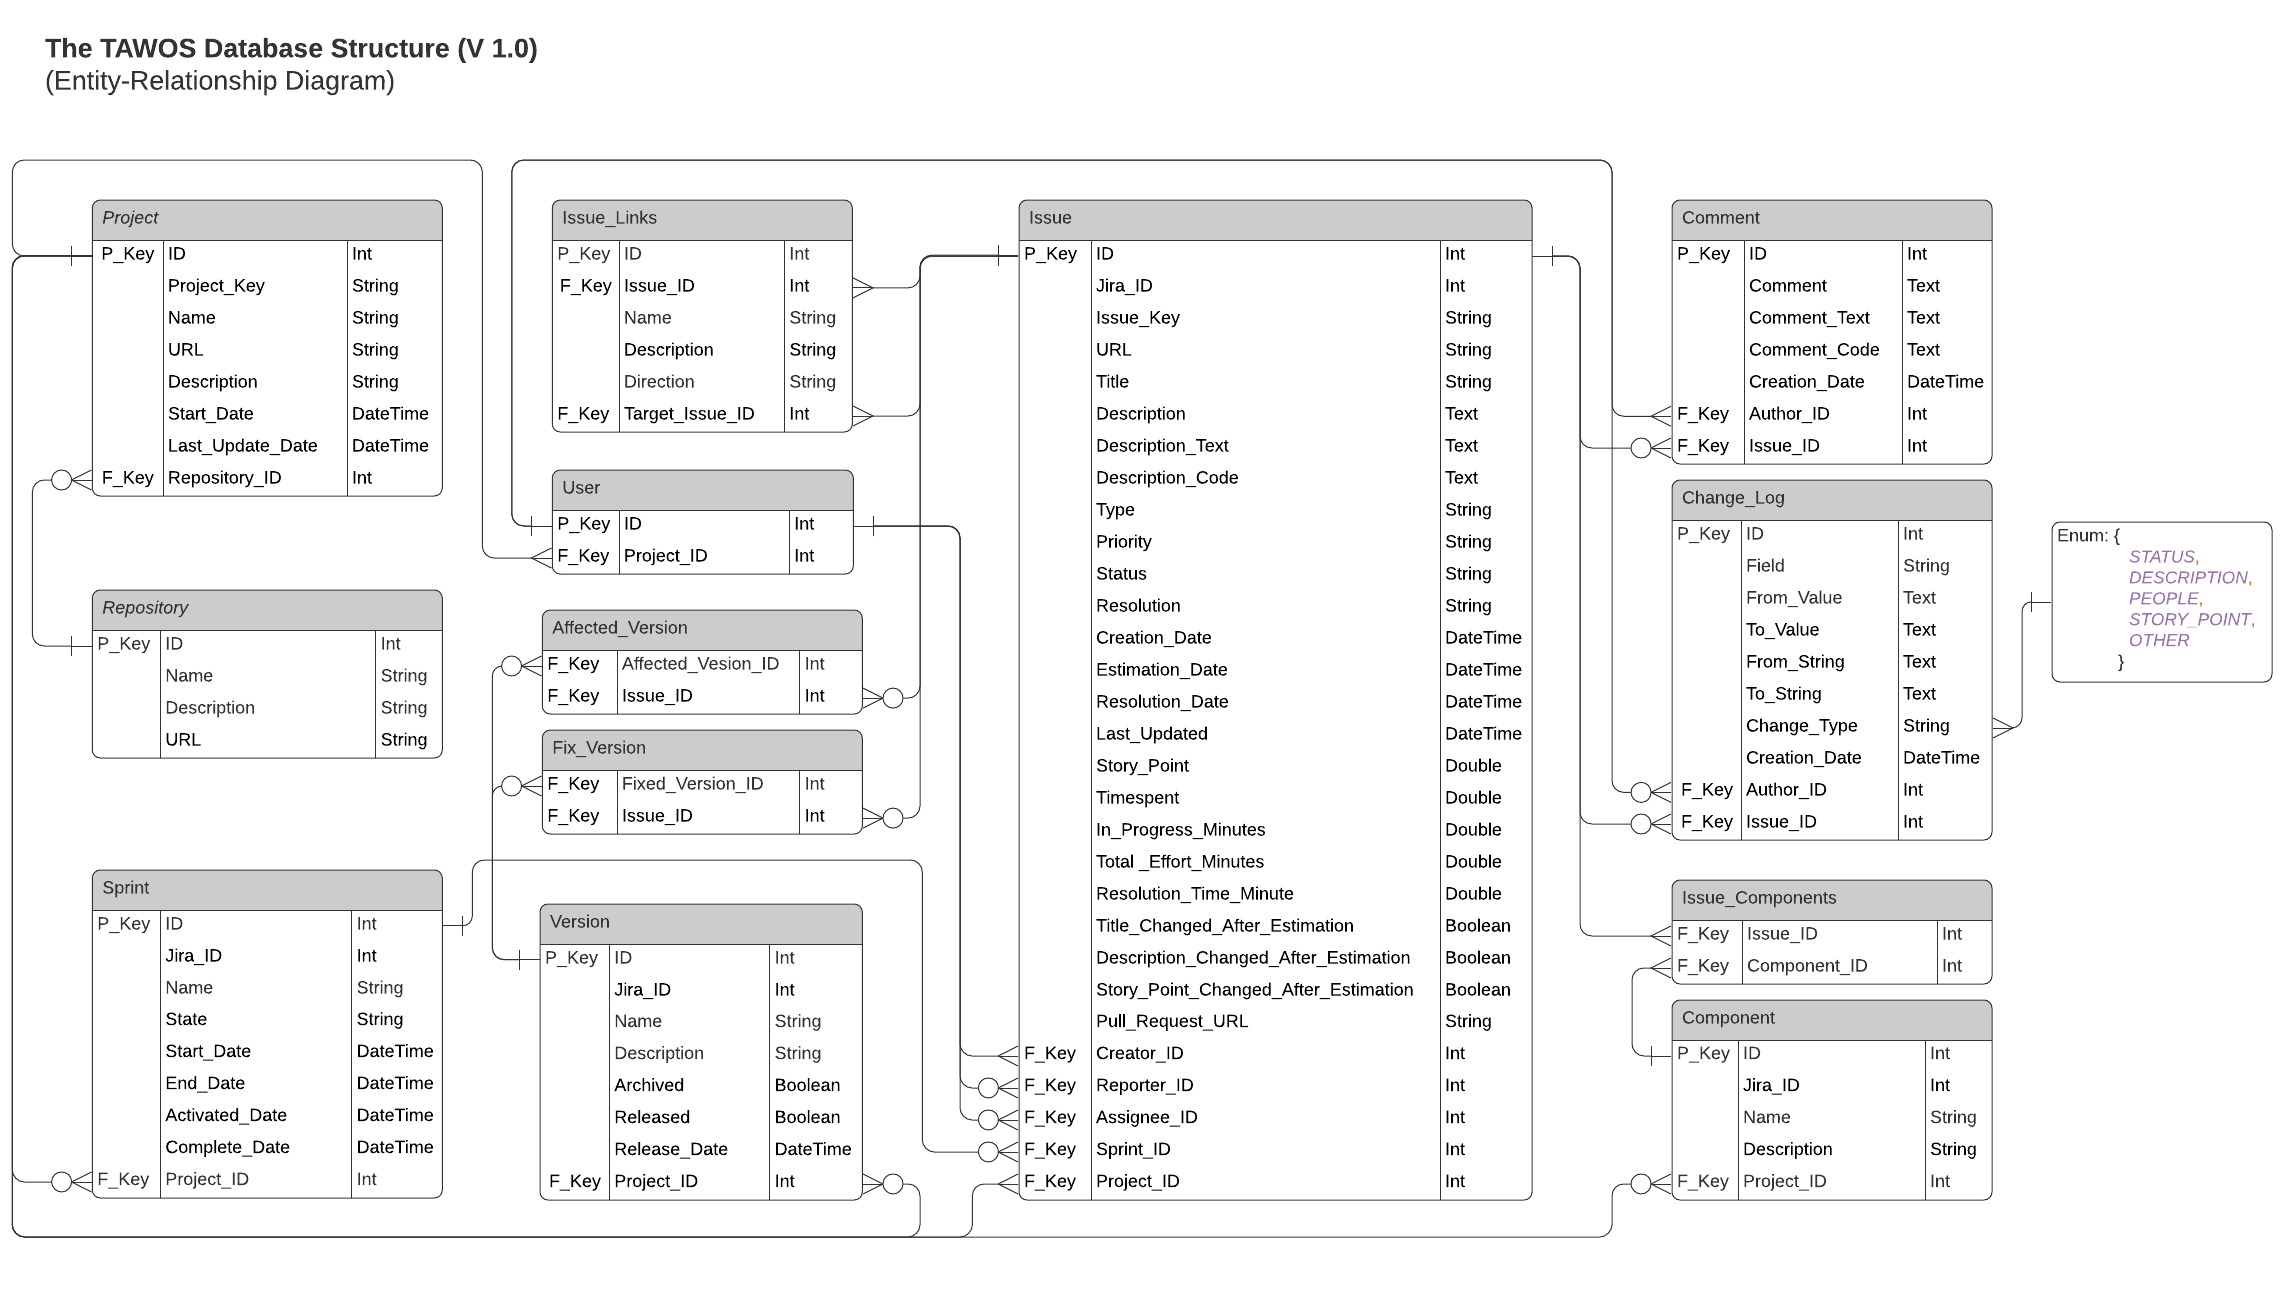 The TAWOS Database Structure (V 1.0)
(Entity-Relationship Diagram)
Project
P_Key ID Int
Project_Key String
Name String
URL String
Description String
Start_Date DateTime
Last_Update_Date DateTime
F_Key Repository_ID Int
Repository
P_Key ID Int
Name String
Description String
URL String
Sprint
P_Key ID Int
Jira_ID Int
Name String
State String
Start_Date DateTime
End_Date DateTime
Activated_Date DateTime
Complete_Date DateTime
F_Key Project_ID Int
Issue_Links
P_Key ID Int
F_Key Issue_ID Int
Name String
Description String
Direction String
F_Key Target_Issue_ID Int
User
P_Key ID Int
F_Key Project_ID Int
Affected_Version
F_Key Affected_Vesion_ID Int
F_Key Issue_ID Int
Fix_Version
F_Key Fixed_Version_ID Int
F_Key Issue_ID Int
Version
P_Key ID Int
Jira_ID Int
Name String
Description String
Archived Boolean
Released Boolean
Release_Date DateTime
F_Key Project_ID Int
Issue
P_Key ID Int
Jira_ID Int
Issue_Key String
URL String
Title String
Description Text
Description_Text Text
Description_Code Text
Type String
Priority String
Status String
Resolution String
Creation_Date DateTime
Estimation_Date DateTime
Resolution_Date DateTime
Last_Updated DateTime
Story_Point Double
Timespent Double
In_Progress_Minutes Double
Total _Effort_Minutes Double
Resolution_Time_Minute Double
Title_Changed_After_Estimation Boolean
Description_Changed_After_Estimation Boolean
Story_Point_Changed_After_Estimation Boolean
Pull_Request_URL String
F_Key Creator_ID Int
F_Key Reporter_ID Int
F_Key Assignee_ID Int
F_Key Sprint_ID Int
F_Key Project_ID Int
Comment
P_Key ID Int
Comment Text
Comment_Text Text
Comment_Code Text
Creation_Date DateTime
F_Key Author_ID Int
F_Key Issue_ID Int
Change_Log
P_Key ID Int
Field String
From_Value Text
To_Value Text
From_String Text
To_String Text
Change_Type String
Creation_Date DateTime
F_Key Author_ID Int
F_Key Issue_ID Int
Issue_Components
F_Key Issue_ID Int
F_Key Component_ID Int
Component
P_Key ID Int
Jira_ID Int
Name String
Description String
F_Key Project_ID Int
Enum: {
STATUS,
DESCRIPTION,
PEOPLE,
STORY_POINT,
OTHER
}